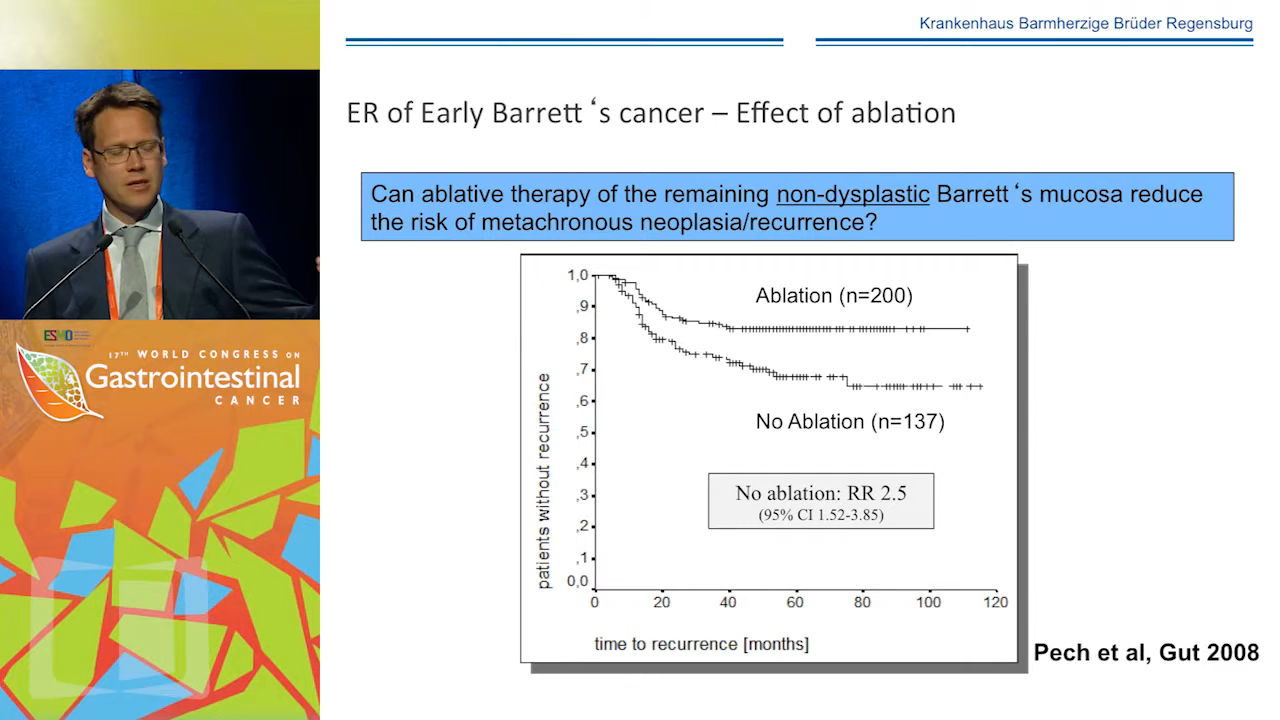 Krankenhaus Barmherzige Brüder Regensburg
ER of Early Barrett‘s cancer – Effect of ablation
Can ablative therapy of the remaining non-dysplastic Barrett‘s mucosa reduce
the risk of metachronous neoplasia/recurrence?
1,0
,9
,8
,7
,6
,5
,4
,3
,2
,1
0,0
patients without recurrence
Ablation (n=200)
No Ablation (n=137)
No ablation: RR 2.5
(95% CI 1.52-3.85)
0 20 40 60 80 100 120
time to recurrence [months]
Pech et al, Gut 2008
ESMO
17TH WORLD CONGRESS ON
Gastrointestinal
CANCER